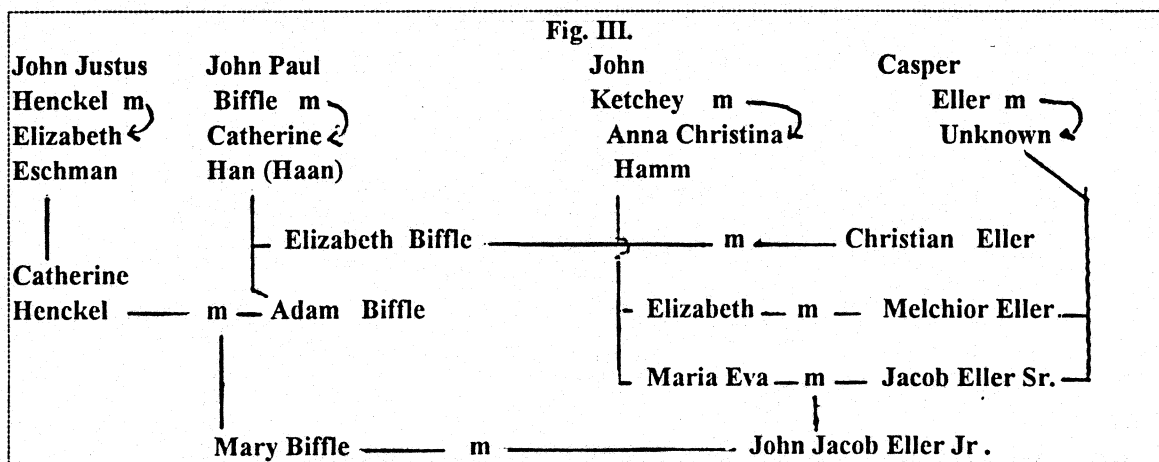 Fig. III.
John Justus John Paul John Casper
Henckel m Biffle m Ketchey m Eller m
Elizabeth Catherine Anna Christina Unknown
Eschman Han (Haan) Hamm
Elizabeth Biffle m Christian Eller
Catherine
Henckel m Adam Biffle Elizabeth m Melchior Eller
Maria Eva m Jacob Eller Sr.
Mary Biffle m John Jacob Eller Jr.